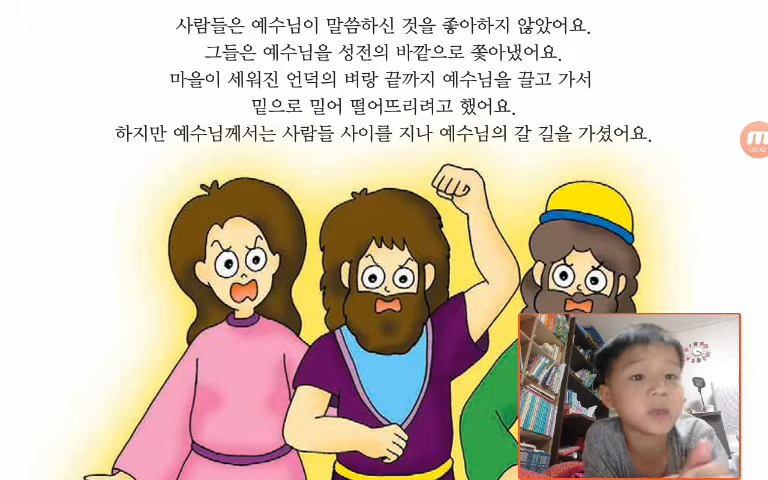 사람들은 예수님이 말씀하신 것을 좋아하지 않았어요.
그들은 예수님을 성전의 바깥으로 쫓아냈어요.
마을이 세워진 언덕의 벼랑 끝까지 예수님을 끌고 가서
밑으로 밀어 떨어뜨리려고 했어요.
하지만 예수님께서는 사람들 사이를 지나 예수님의 갈 길을 가셨어요.
00:42